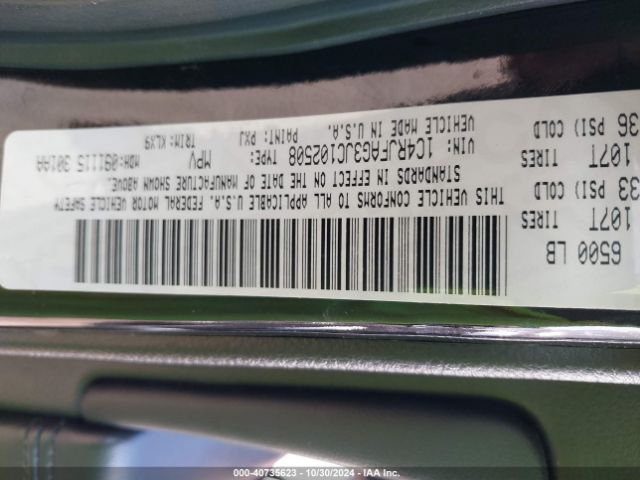 6500 LB
107T TIRES 33 PSI) COLD
107T TIRES 36 PSI) COLD
THIS VEHICLE CONFORMS TO ALL APPLICABLE U.S.A. FEDERAL MOTOR VEHICLE SAFETY
STANDARDS IN EFFECT ON THE DATE OF MANUFACTURE SHOWN ABOVE.
VIN: 1C4RJFAG3JC102508 TYPE: MPV MDH: 091115 301AA
VEHICLE MADE IN U.S.A. PAINT: PXJ TRIM: KLX9
000-40735623 - 10/30/2024 - IAA Inc.